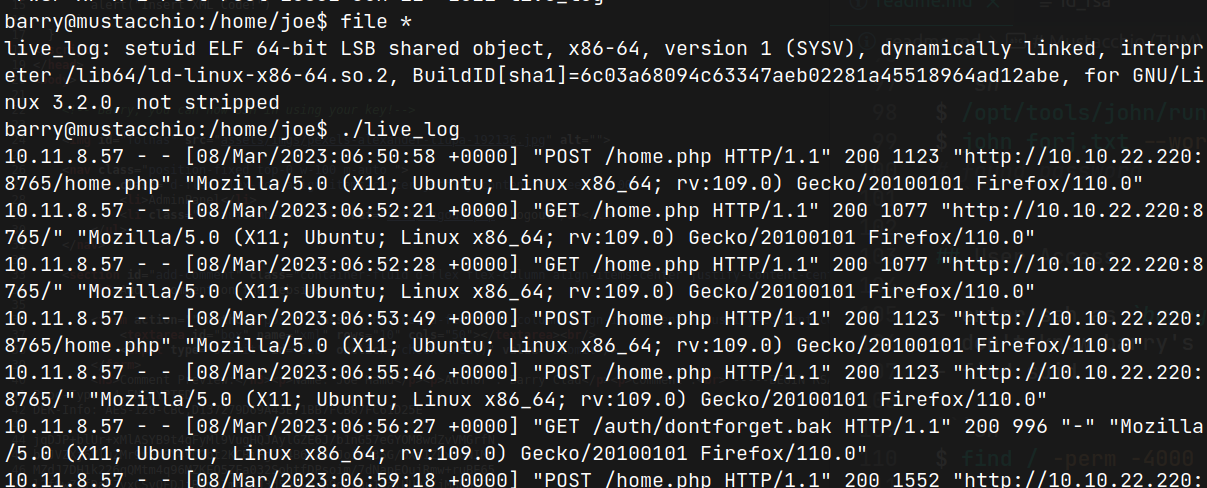 barry@mustacchio:/home/joe$ file *
live_log: setuid ELF 64-bit LSB shared object, x86-64, version 1 (SYSV), dynamically linked, interpr
eter /lib64/ld-linux-x86-64.so.2, BuildID[sha1]=6c03a68094c63347aeb02281a45518964ad12abe, for GNU/Li
nux 3.2.0, not stripped
barry@mustacchio:/home/joe$ ./live_log
10.11.8.57 - - [08/Mar/2023:06:50:58 +0000] "POST /home.php HTTP/1.1" 200 1123 "http://10.10.22.220:
8765/home.php" "Mozilla/5.0 (X11; Ubuntu; Linux x86_64; rv:109.0) Gecko/20100101 Firefox/110.0"
10.11.8.57 - - [08/Mar/2023:06:52:21 +0000] "GET /home.php HTTP/1.1" 200 1077 "http://10.10.22.220:8
765/" "Mozilla/5.0 (X11; Ubuntu; Linux x86_64; rv:109.0) Gecko/20100101 Firefox/110.0"
10.11.8.57 - - [08/Mar/2023:06:52:28 +0000] "GET /home.php HTTP/1.1" 200 1077 "http://10.10.22.220:8
765/" "Mozilla/5.0 (X11; Ubuntu; Linux x86_64; rv:109.0) Gecko/20100101 Firefox/110.0"
10.11.8.57 - - [08/Mar/2023:06:53:49 +0000] "POST /home.php HTTP/1.1" 200 1123 "http://10.10.22.220:
8765/home.php" "Mozilla/5.0 (X11; Ubuntu; Linux x86_64; rv:109.0) Gecko/20100101 Firefox/110.0"
10.11.8.57 - - [08/Mar/2023:06:55:46 +0000] "POST /home.php HTTP/1.1" 200 1123 "http://10.10.22.220:
8765/" "Mozilla/5.0 (X11; Ubuntu; Linux x86_64; rv:109.0) Gecko/20100101 Firefox/110.0"
10.11.8.57 - - [08/Mar/2023:06:56:27 +0000] "GET /auth/dontforget.bak HTTP/1.1" 200 996 "-" "Mozilla
/5.0 (X11; Ubuntu; Linux x86_64; rv:109.0) Gecko/20100101 Firefox/110.0"
10.11.8.57 - - [08/Mar/2023:06:59:18 +0000] "POST /home.php HTTP/1.1" 200 1552 "http://10.10.22.220: